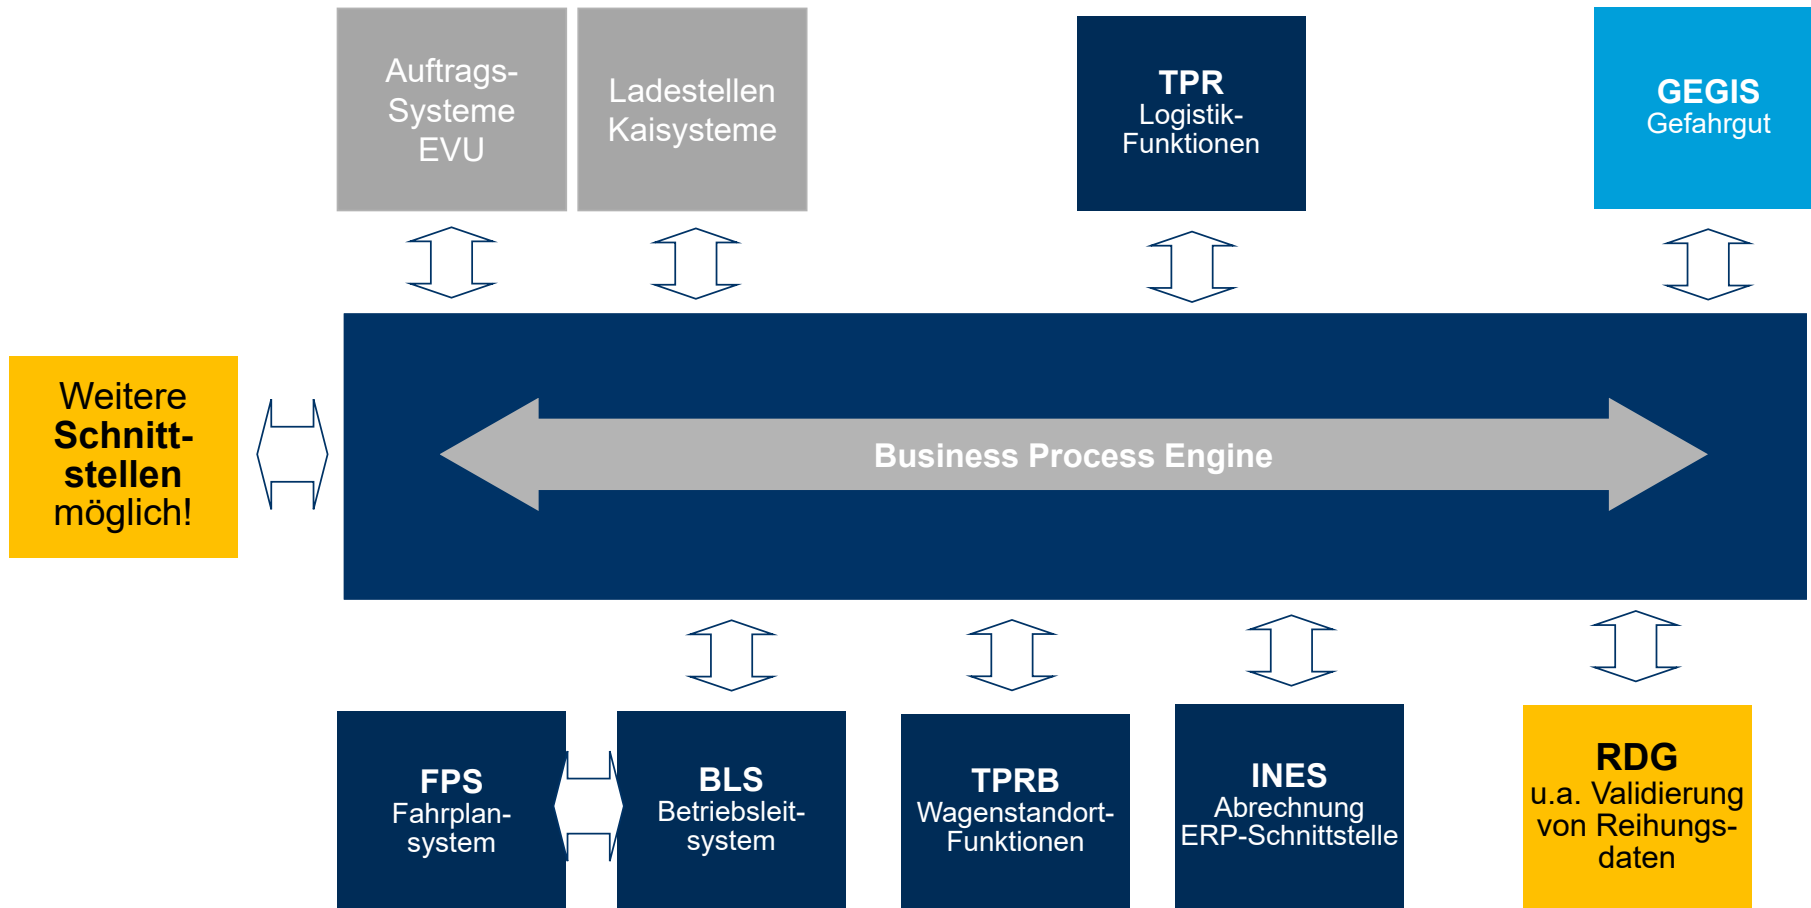 Auftrags-
Systeme
EVU
Ladestellen
Kaisysteme
TPR
Logistik-
Funktionen
GEGIS
Gefahrgut
Weitere
Schnitt-
stellen
möglich!
Business Process Engine
FPS
Fahrplan-
system
BLS
Betriebsleit-
system
TPRB
Wagenstandort-
Funktionen
INES
Abrechnung
ERP-Schnittstelle
RDG
u.a. Validierung
von Reihungs-
daten